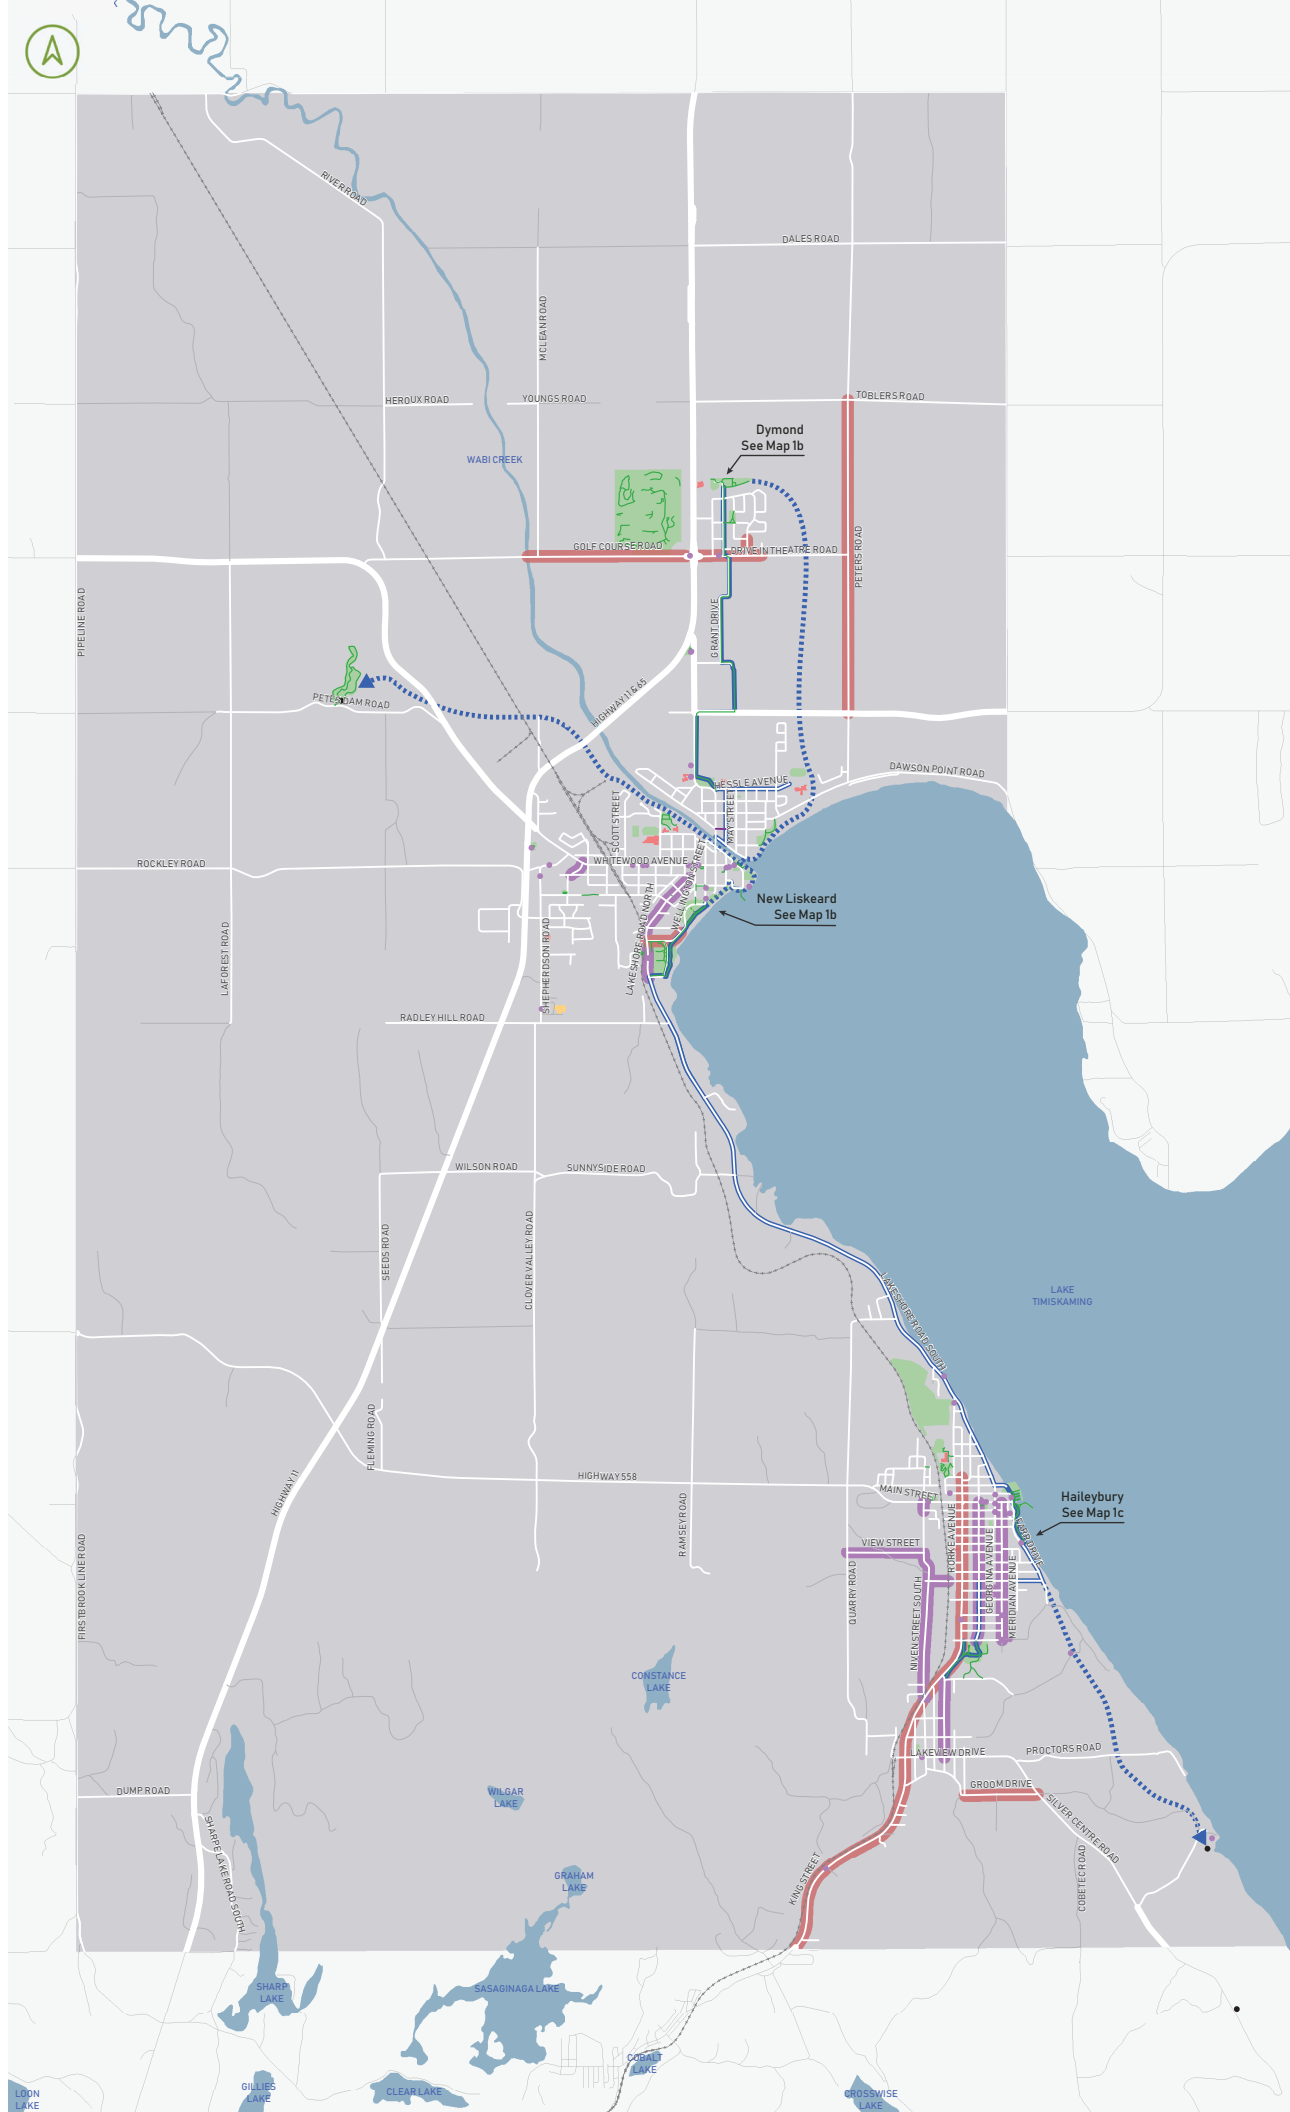 RIVER ROAD
DALES ROAD
MCLEAN ROAD
HEROUX ROAD
YOUNGS ROAD
TOBLERS ROAD
Dymond
See Map 1b
WABI CREEK
GOLF COURSE ROAD
DRIVE IN THEATRE ROAD
PETERS ROAD
PIPELINE ROAD
GRANT DRIVE
PETES DAM ROAD
HIGHWAY 11 & 65
DAWSON POINT ROAD
HESSLE AVENUE
SCOTT STREET
MAY STREET
ROCKLEY ROAD
WHITEWOOD AVENUE
WELLINGTON STREET
New Liskeard
See Map 1b
LAKESHORE ROAD NORTH
LAFOREST ROAD
SHEPHERDSON ROAD
RADLEY HILL ROAD
WILSON ROAD
SUNNYSIDE ROAD
SEEDS ROAD
CLOVER VALLEY ROAD
LAKE
TIMISKAMING
LAKESHORE ROAD SOUTH
FLEMING ROAD
HIGHWAY 11
HIGHWAY 558
MAIN STREET
Haileybury
See Map 1c
RAMSEY ROAD
FIRSTBROOK LINE ROAD
VIEW STREET
RORKE AVENUE
FARR DRIVE
GEORGINA AVENUE
MERIDIAN AVENUE
QUARRY ROAD
NIVEN STREET SOUTH
CONSTANCE
LAKE
LAKEVIEW DRIVE
PROCTORS ROAD
DUMP ROAD
WILGAR
LAKE
GROOM DRIVE
SILVER CENTRE ROAD
SHARPE LAKE ROAD SOUTH
KING STREET
COBETEC ROAD
GRAHAM
LAKE
SHARP
LAKE
SASAGINAGA LAKE
COBALT
LAKE
GILLIES
LAKE
CLEAR LAKE
LOON
LAKE
CROSSWISE
LAKE